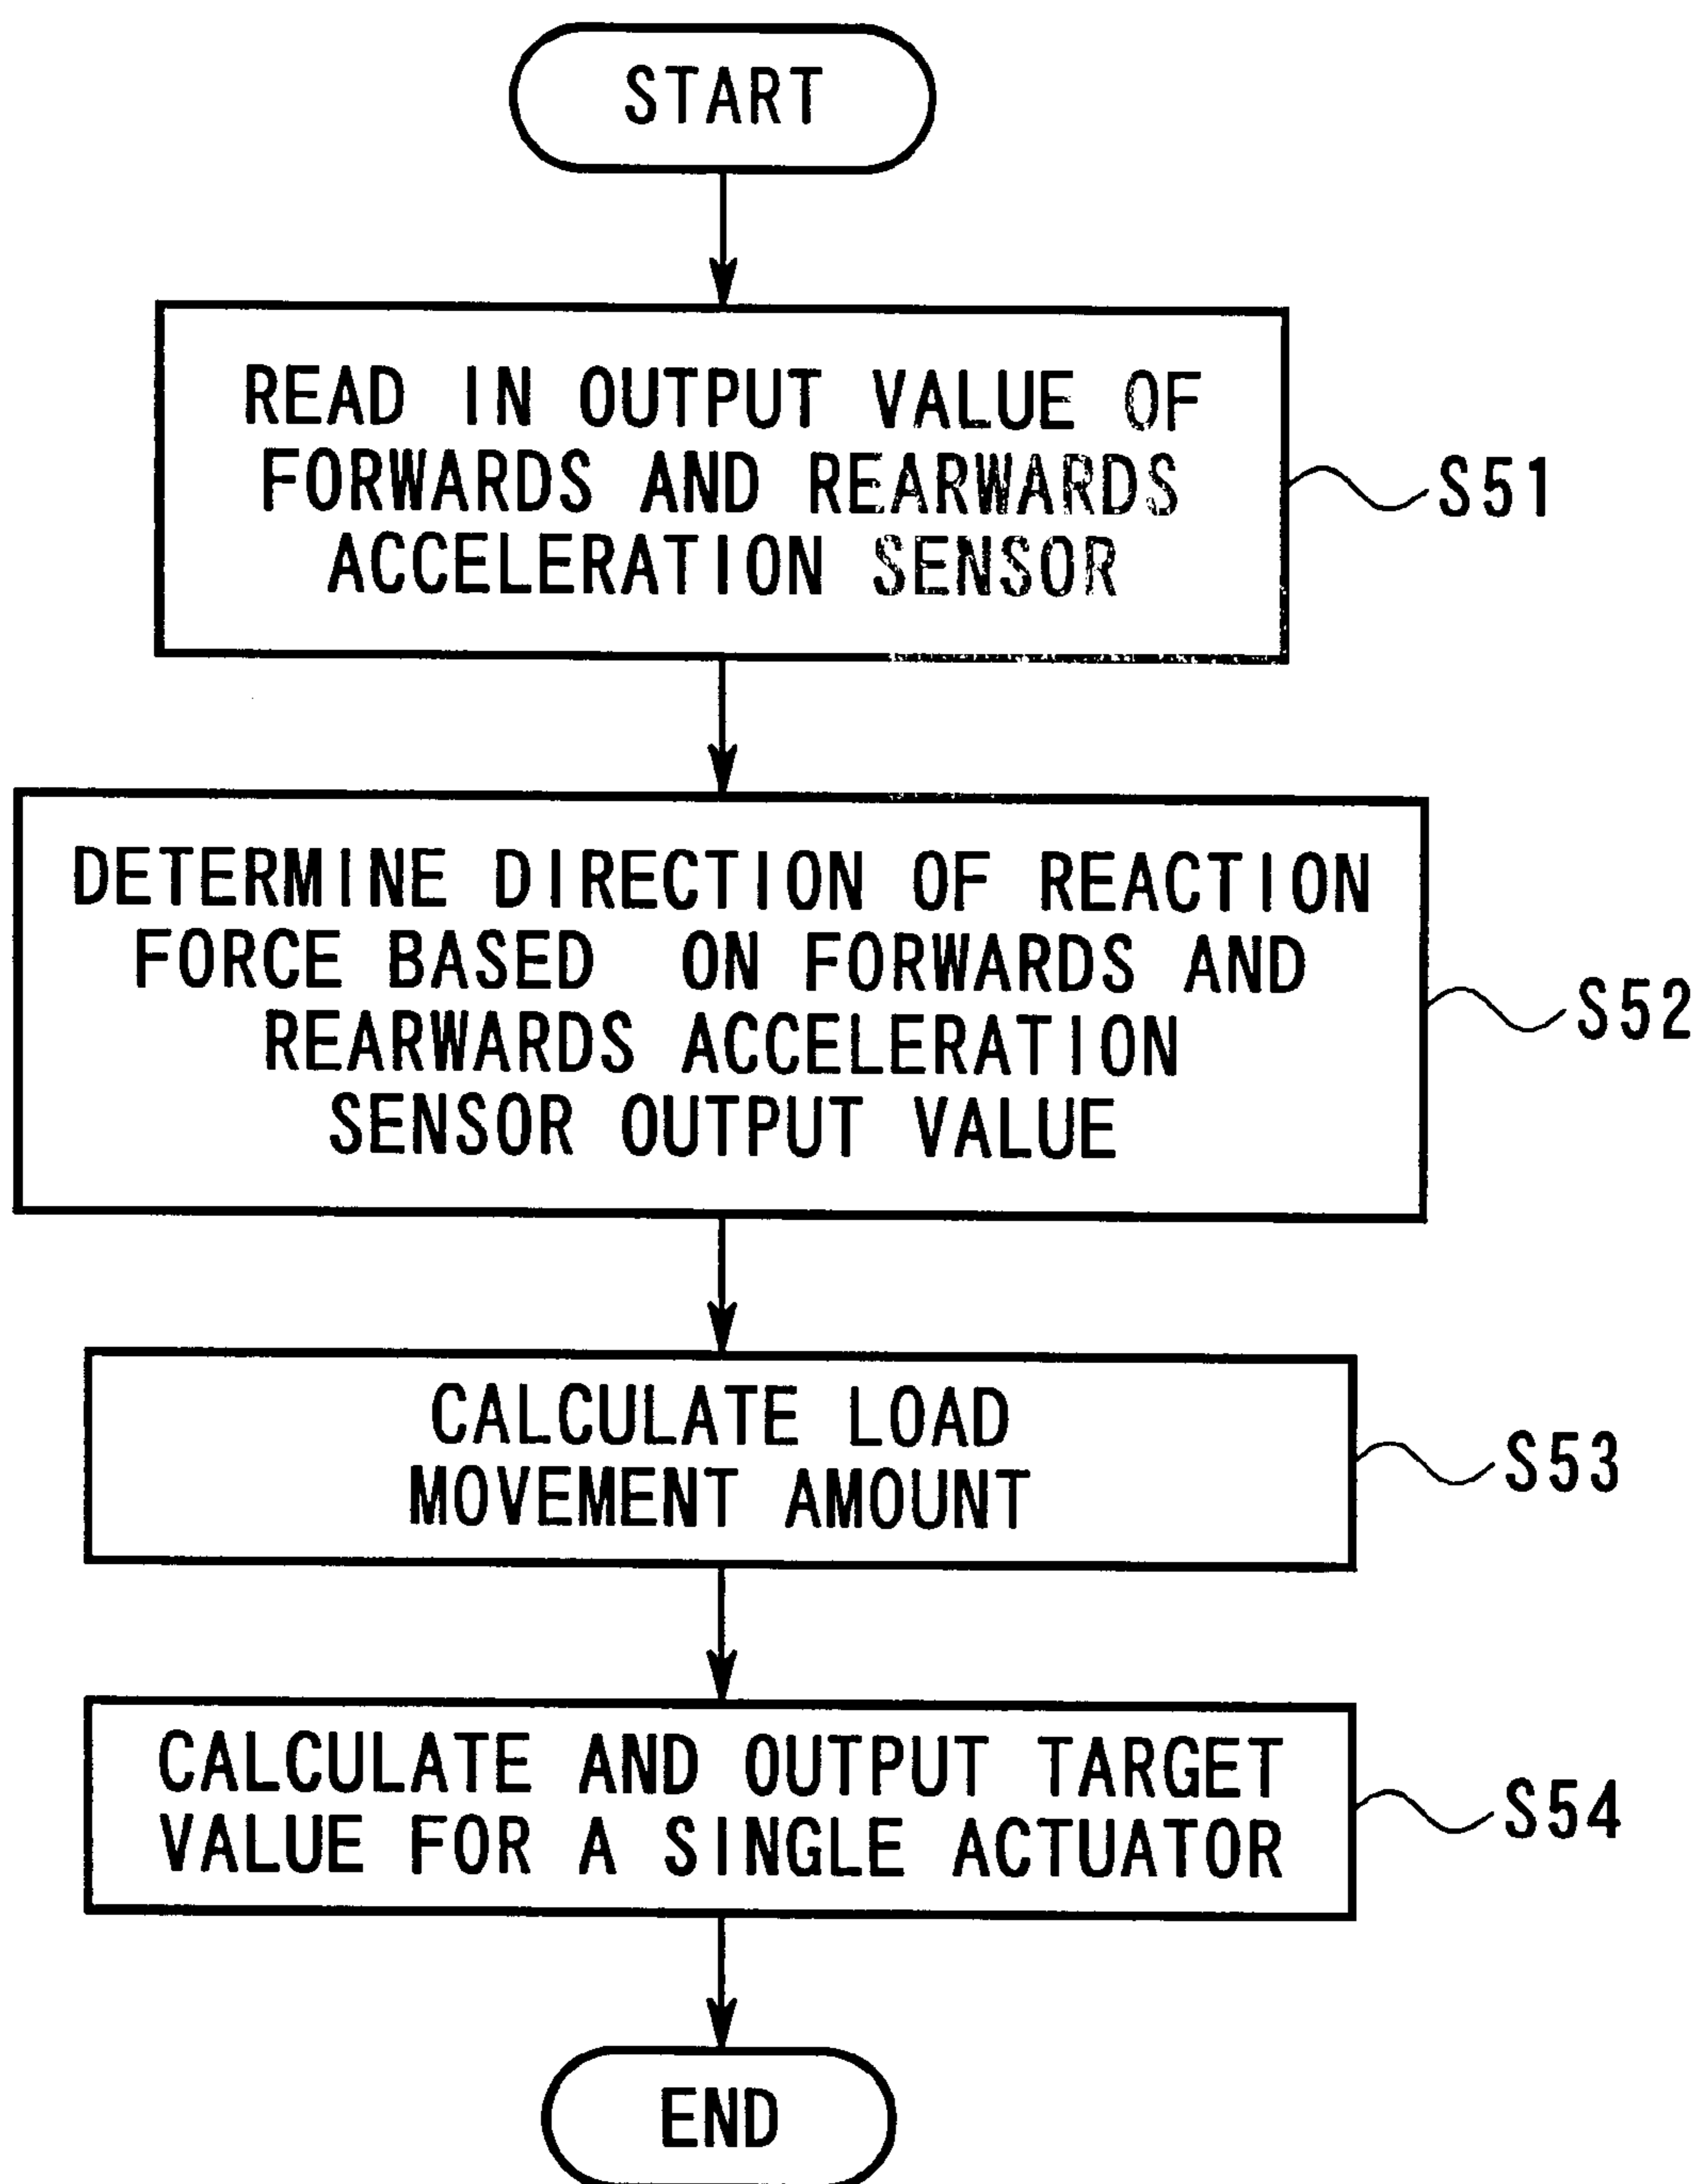 START
READ IN OUTPUT VALUE OF
FORWARDS AND REARWARDS
ACCELERATION SENSOR
S51
DETERMINE DIRECTION OF REACTION
FORCE BASED ON FORWARDS AND
REARWARDS ACCELERATION
SENSOR OUTPUT VALUE
S52
CALCULATE LOAD
MOVEMENT AMOUNT
S53
CALCULATE AND OUTPUT TARGET
VALUE FOR A SINGLE ACTUATOR
S54
END